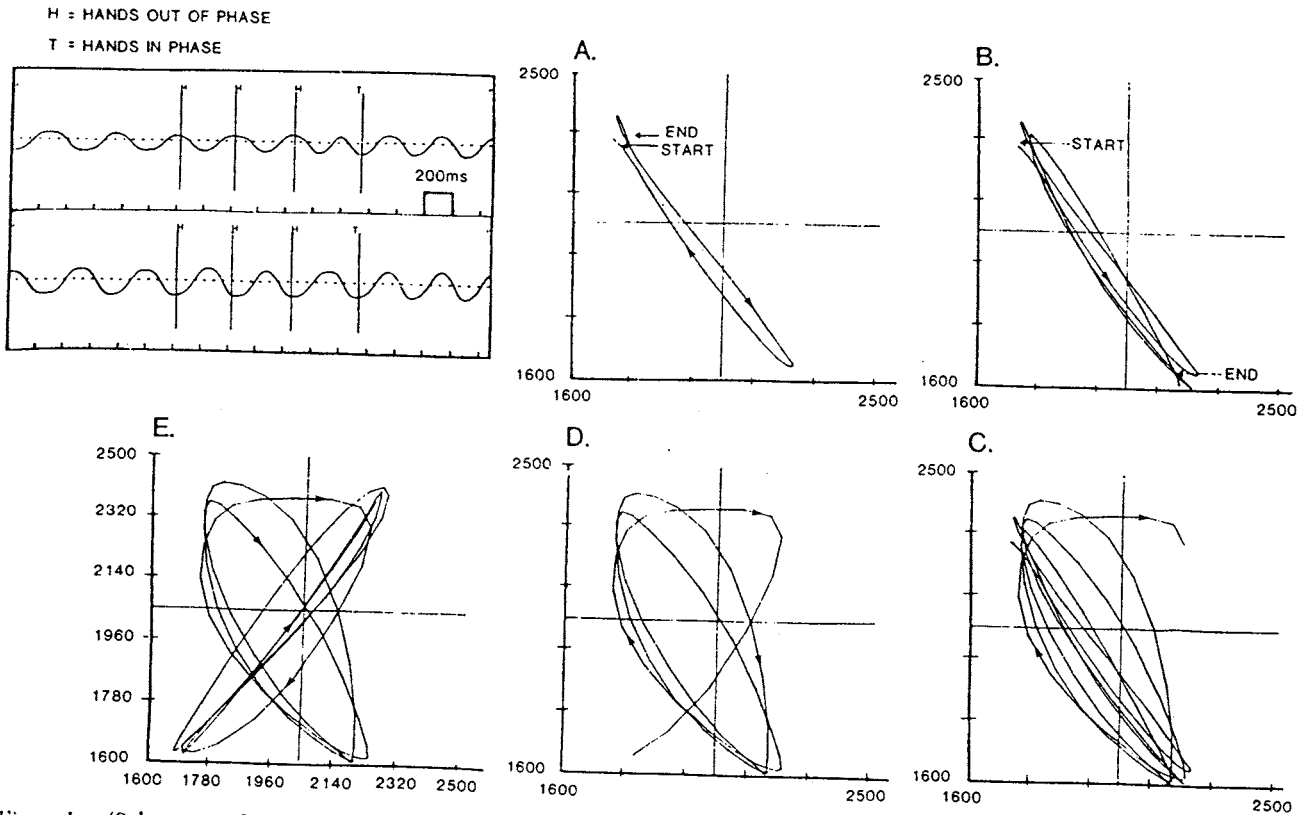 H = HANDS OUT OF PHASE
T = HANDS IN PHASE
H H H T
200ms
H H H T
A.
2500
END
START
1600
1600 2500
B.
2500
START
END
1600
1600 2500
E.
2500
2320
2140
1960
1780
1600
1600 1780 1960 2140 2320 2500
D.
2500
1600
1600 2500
C.
2500
1600
1600 2500